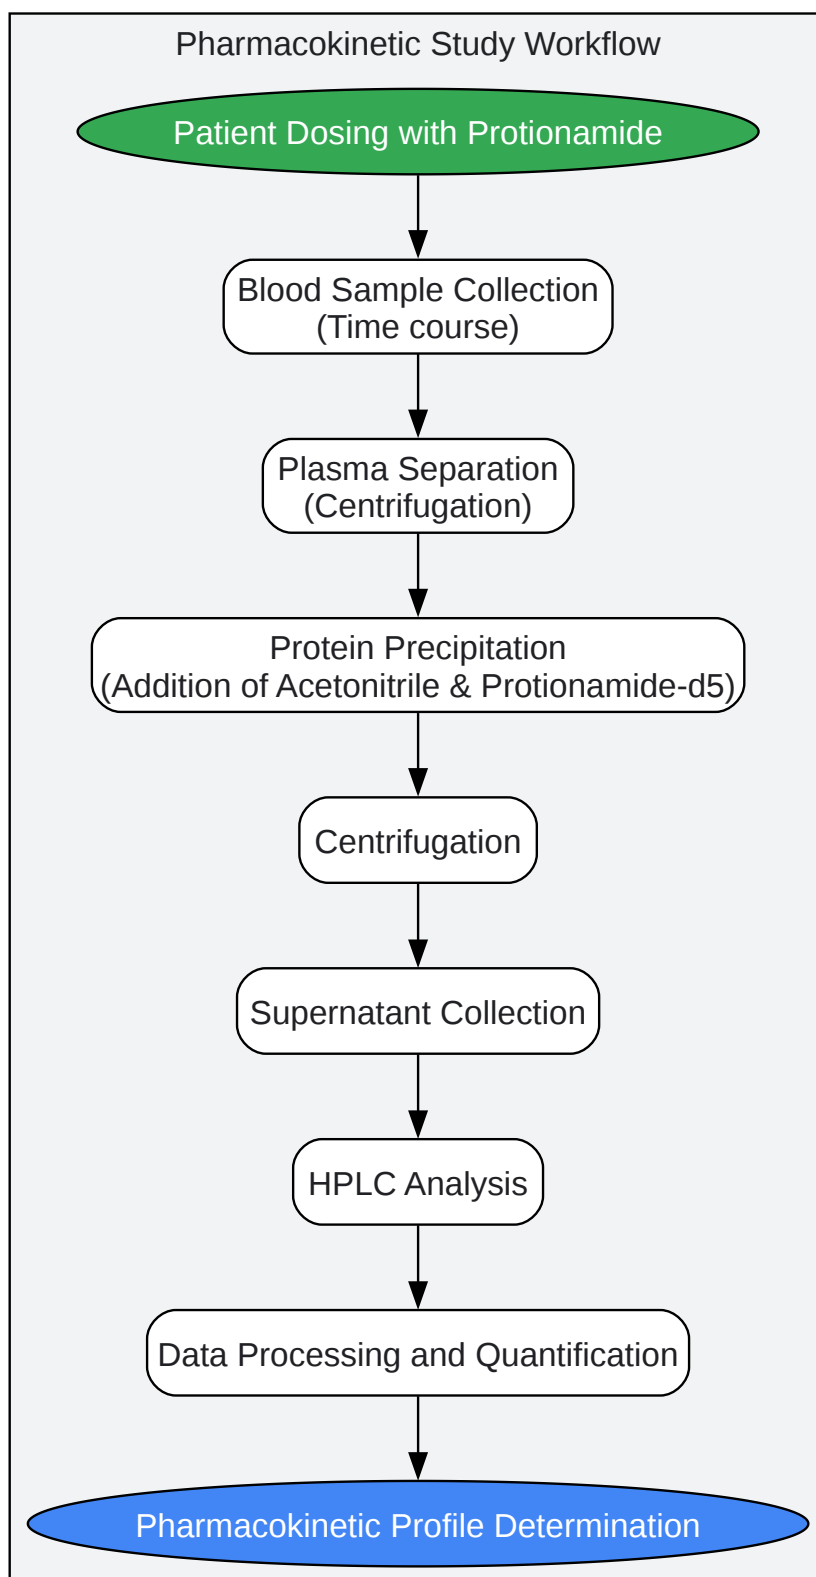 Pharmacokinetic Study Workflow
Patient Dosing with Protionamide
Blood Sample Collection
(Time course)
Plasma Separation
(Centrifugation)
Protein Precipitation
(Addition of Acetonitrile & Protionamide-d5)
Centrifugation
Supernatant Collection
HPLC Analysis
Data Processing and Quantification
Pharmacokinetic Profile Determination